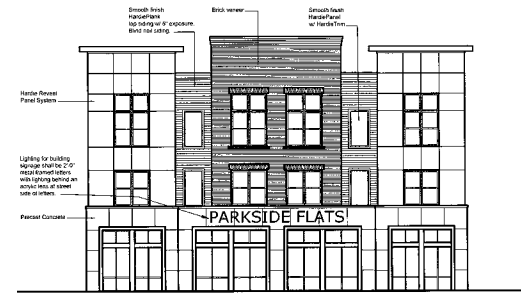 Smooth finish
HardiePlank
lap siding w/ 6" exposure.
Blind nail siding.
Brick veneer
Smooth finish
HardiePanel
w/ HardieTrim
Hardie Reveal
Panel System
Lighting for building
signage shall be 2'-0"
metal framed letters
with lighting behind an
acrylic lens at street
side of letters.
Precast Concrete
PARKSIDE FLATS